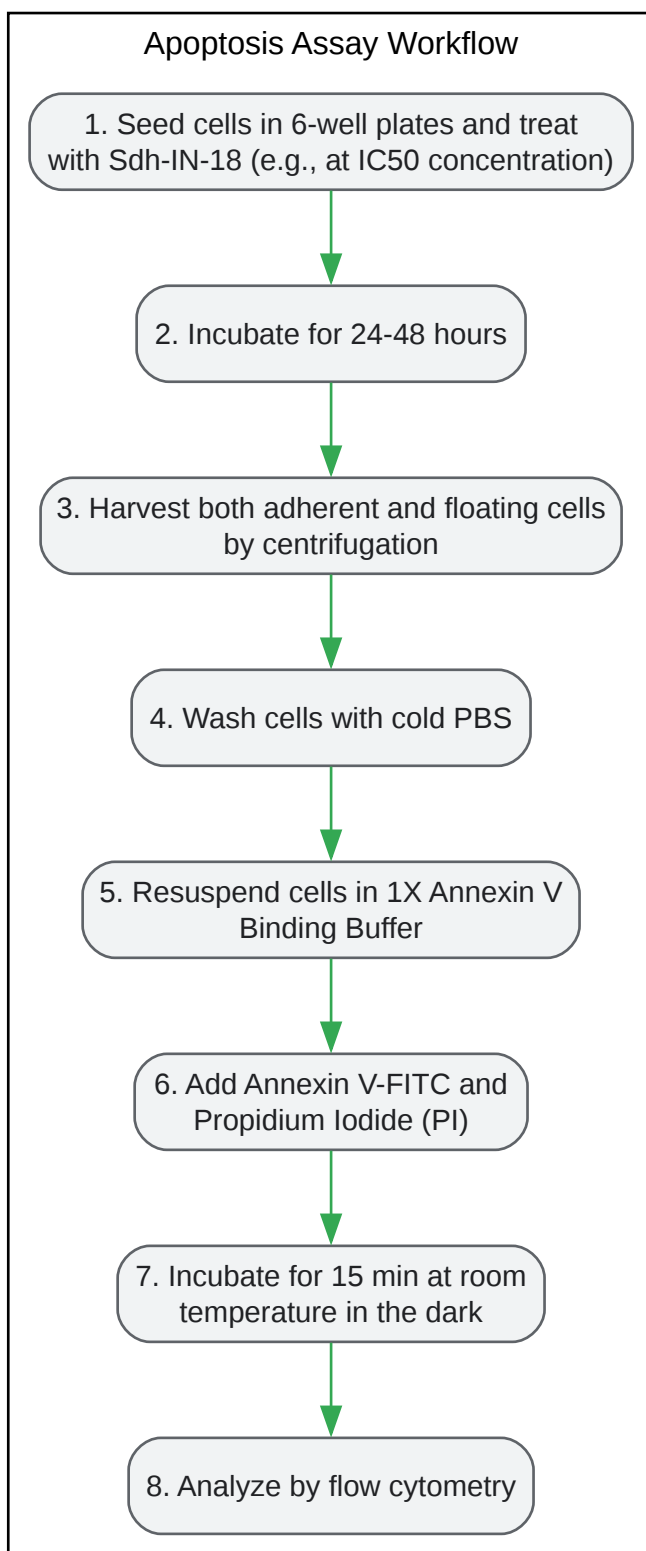 Apoptosis Assay Workflow
1. Seed cells in 6-well plates and treat
with Sdh-IN-18 (e.g., at IC50 concentration)
2. Incubate for 24-48 hours
3. Harvest both adherent and floating cells
by centrifugation
4. Wash cells with cold PBS
5. Resuspend cells in 1X Annexin V
Binding Buffer
6. Add Annexin V-FITC and
Propidium Iodide (PI)
7. Incubate for 15 min at room
temperature in the dark
8. Analyze by flow cytometry